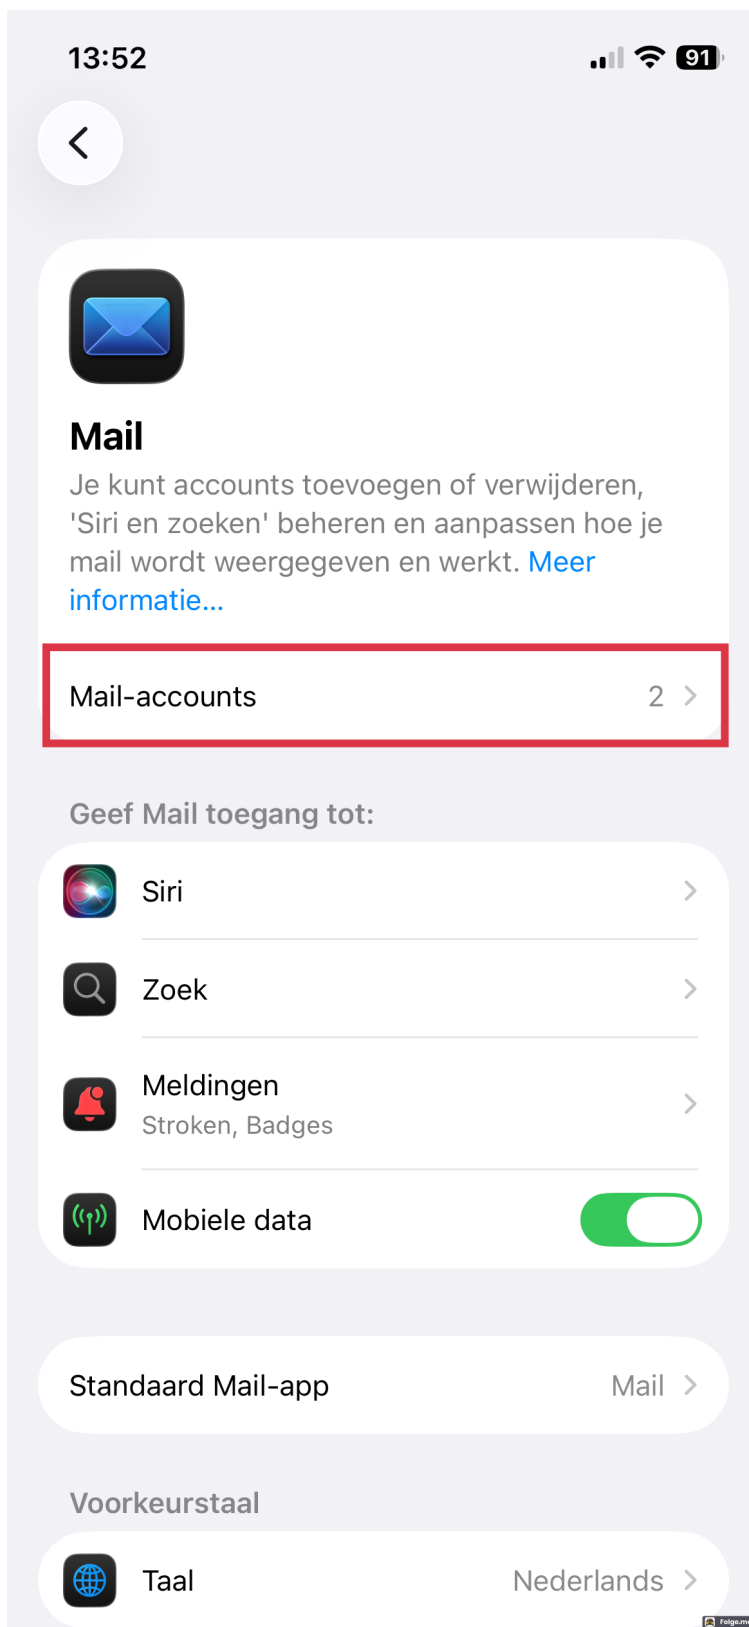 13:52
91
Mail
Je kunt accounts toevoegen of verwijderen,
'Siri en zoeken' beheren en aanpassen hoe je
mail wordt weergegeven en werkt. Meer
informatie...
Mail-accounts 2
Geef Mail toegang tot:
Siri
Zoek
Meldingen
Stroken, Badges
Mobiele data
Standaard Mail-app Mail
Voorkeurstaal
Taal Nederlands